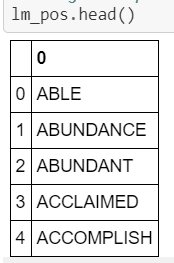 lm_pos.head()
0
0 ABLE
1 ABUNDANCE
2 ABUNDANT
3 ACCLAIMED
4 ACCOMPLISH